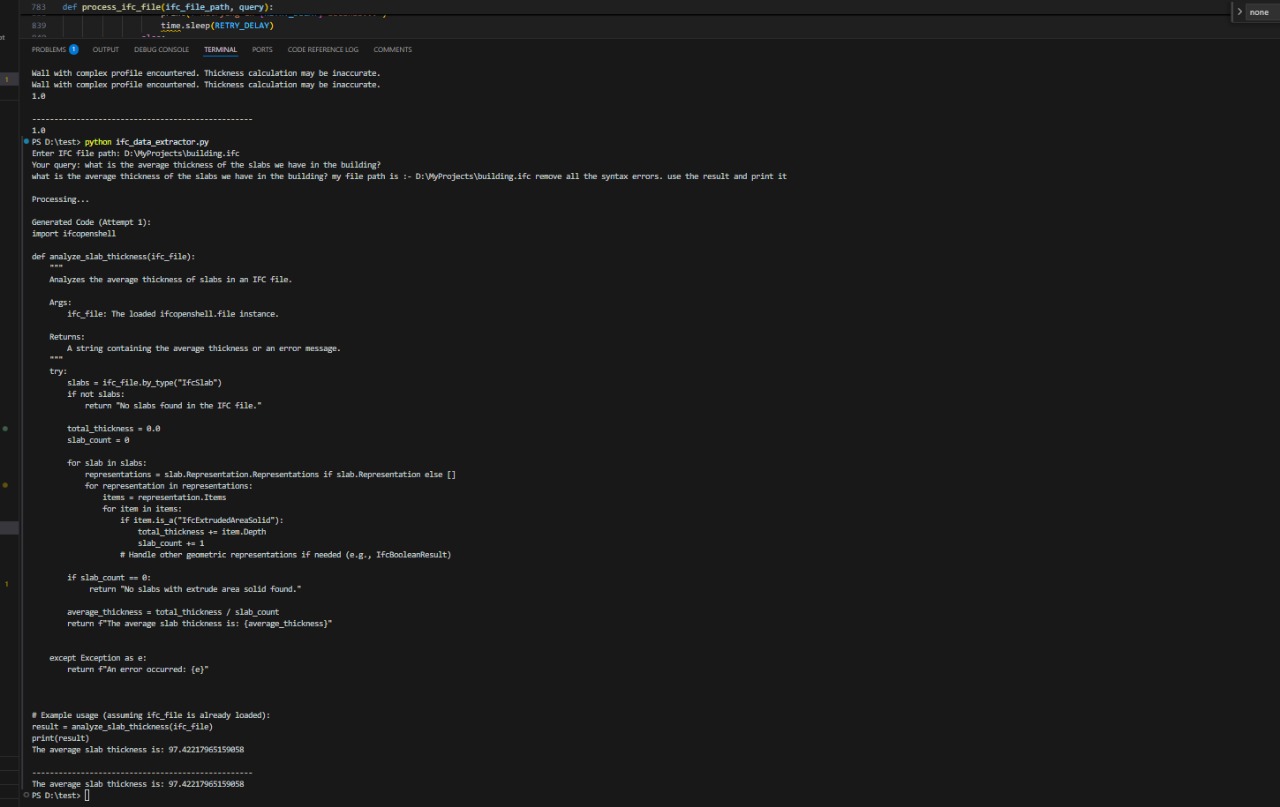 783 def process_ifc_file(ifc_file_path, query):
839 time.sleep(RETRY_DELAY)
none
PROBLEMS 1 OUTPUT DEBUG CONSOLE TERMINAL PORTS CODE REFERENCE LOG COMMENTS
Wall with complex profile encountered. Thickness calculation may be inaccurate.
Wall with complex profile encountered. Thickness calculation may be inaccurate.
1.0
--------------------------------------------------
1.0
PS D:\test> python ifc_data_extractor.py
Enter IFC file path: D:\MyProjects\building.ifc
Your query: what is the average thickness of the slabs we have in the building?
what is the average thickness of the slabs we have in the building? my file path is :- D:\MyProjects\building.ifc remove all the syntax errors. use the result and print it
Processing...
Generated Code (Attempt 1):
import ifcopenshell
def analyze_slab_thickness(ifc_file):
"""
Analyzes the average thickness of slabs in an IFC file.
Args:
ifc_file: The loaded ifcopenshell.file instance.
Returns:
A string containing the average thickness or an error message.
"""
try:
slabs = ifc_file.by_type("IfcSlab")
if not slabs:
return "No slabs found in the IFC file."
total_thickness = 0.0
slab_count = 0
for slab in slabs:
representations = slab.Representation.Representations if slab.Representation else []
for representation in representations:
items = representation.Items
for item in items:
if item.is_a("IfcExtrudedAreaSolid"):
total_thickness += item.Depth
slab_count += 1
# Handle other geometric representations if needed (e.g., IfcBooleanResult)
if slab_count == 0:
return "No slabs with extrude area solid found."
average_thickness = total_thickness / slab_count
return f"The average slab thickness is: {average_thickness}"
except Exception as e:
return f"An error occurred: {e}"
# Example usage (assuming ifc_file is already loaded):
result = analyze_slab_thickness(ifc_file)
print(result)
The average slab thickness is: 97.42217965159058
--------------------------------------------------
The average slab thickness is: 97.42217965159058
PS D:\test>